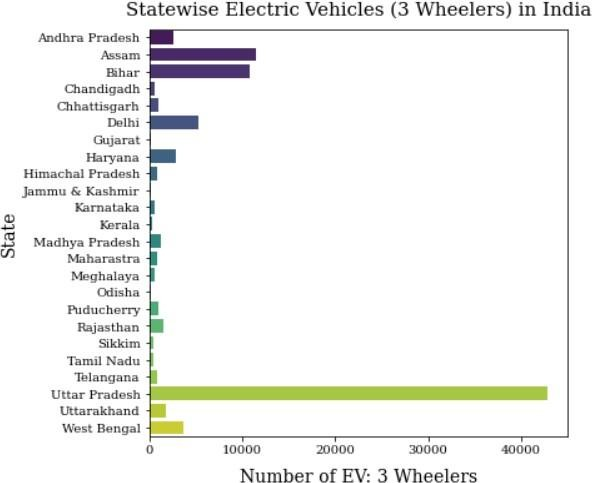 Statewise Electric Vehicles (3 Wheelers) in India
State
Andhra Pradesh
Assam
Bihar
Chandigadh
Chhattisgarh
Delhi
Gujarat
Haryana
Himachal Pradesh
Jammu & Kashmir
Karnataka
Kerala
Madhya Pradesh
Maharastra
Meghalaya
Odisha
Puducherry
Rajasthan
Sikkim
Tamil Nadu
Telangana
Uttar Pradesh
Uttarakhand
West Bengal
0 10000 20000 30000 40000
Number of EV: 3 Wheelers